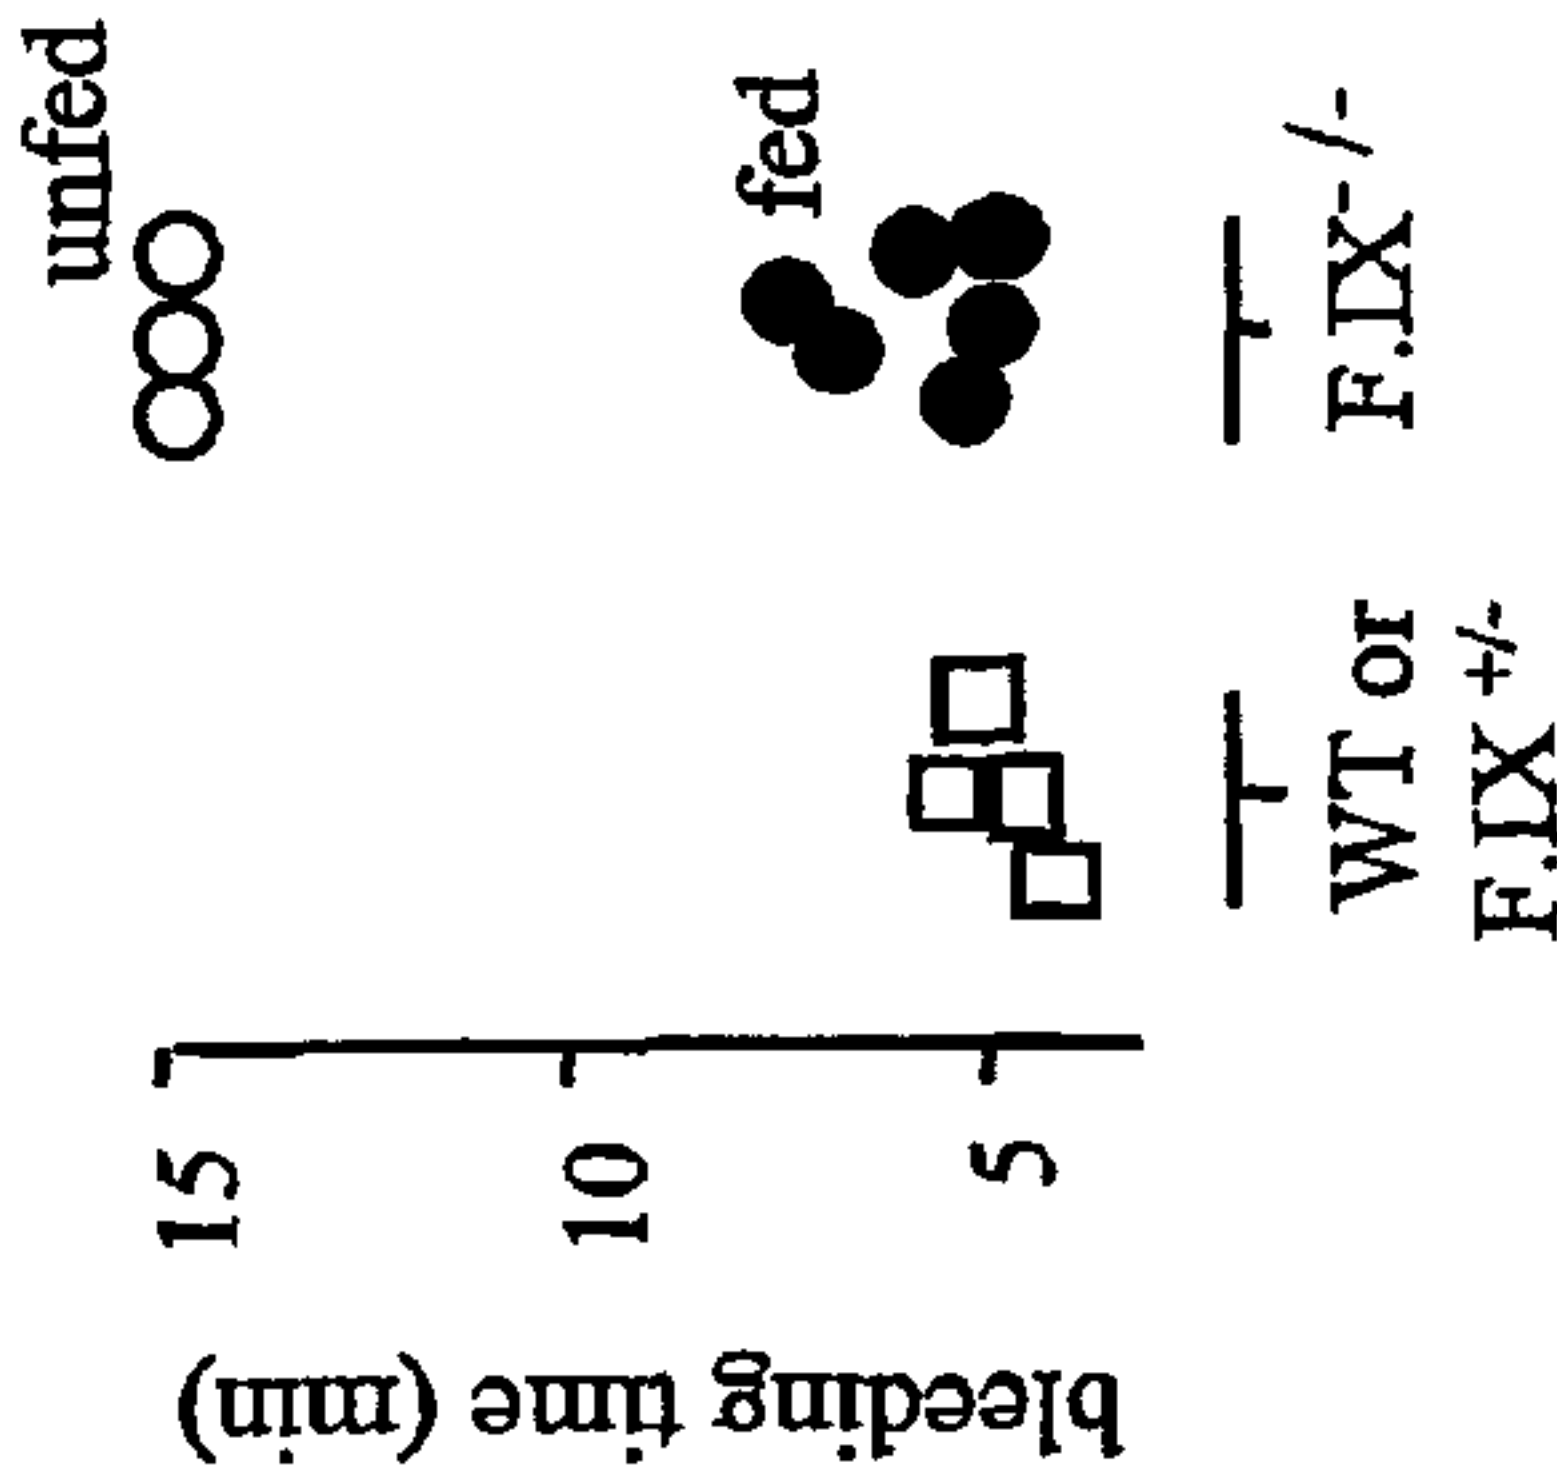 bleeding time (min)
15
10
5
unfed
fed
WT or
F.IX +/-
F.IX -/-